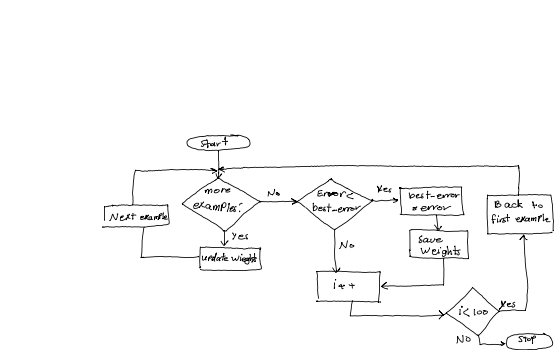 Start
more
examples?
No
Yes
Next example
update wieghts
Error<
best-error
Yes
No
best-error
= error
Save
Weights
i++
i<100
Yes
No
Back to
first example
Stop